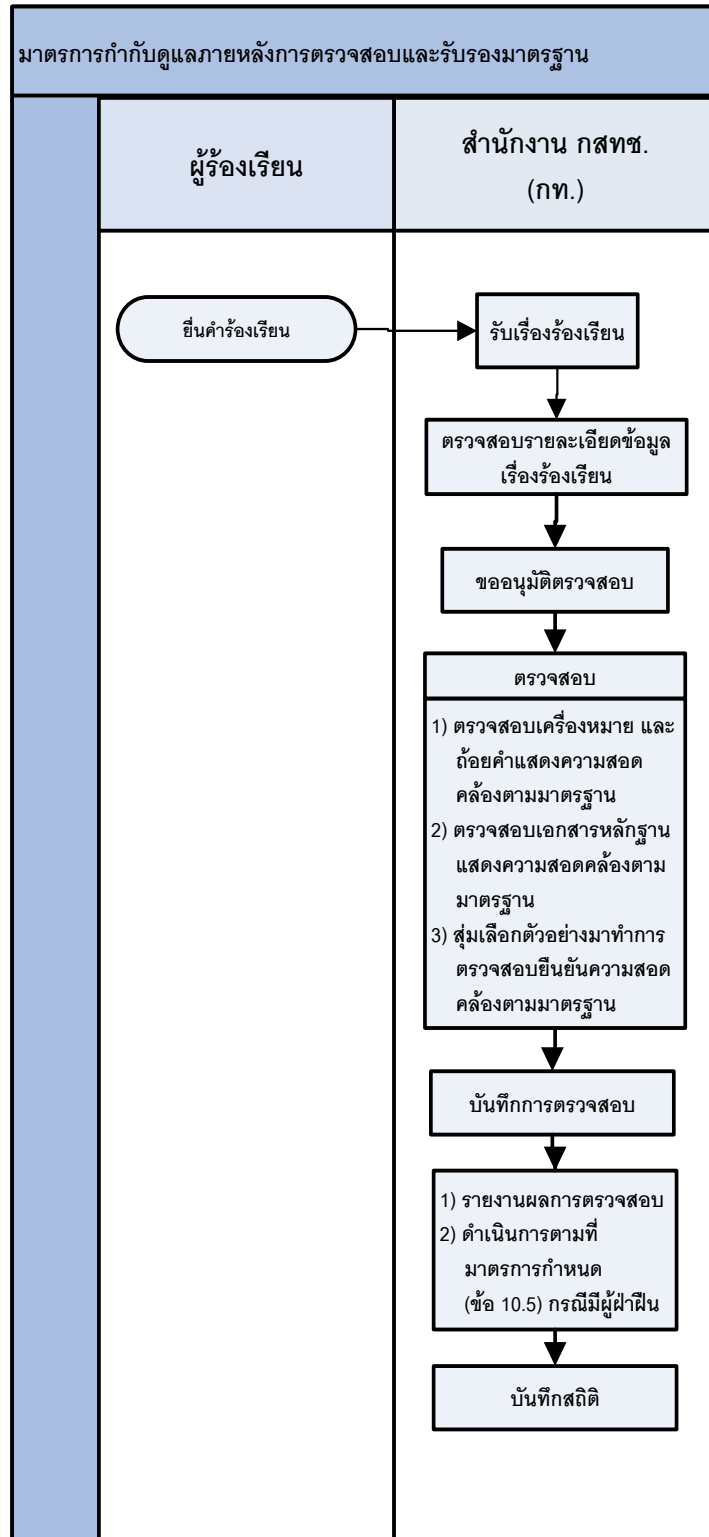 มาตรการกำกับดูแลภายหลังการตรวจสอบและรับรองมาตรฐาน
ผู้ร้องเรียน
สำนักงาน กสทช.
(กท.)
ยื่นคำร้องเรียน
รับเรื่องร้องเรียน
ตรวจสอบรายละเอียดข้อมูล
เรื่องร้องเรียน
ขออนุมัติตรวจสอบ
ตรวจสอบ
1) ตรวจสอบเครื่องหมาย และ
ถ้อยคำแสดงความสอด
คล้องตามมาตรฐาน
2) ตรวจสอบเอกสารหลักฐาน
แสดงความสอดคล้องตาม
มาตรฐาน
3) สุ่มเลือกตัวอย่างมาทำการ
ตรวจสอบยืนยันความสอด
คล้องตามมาตรฐาน
บันทึกการตรวจสอบ
1) รายงานผลการตรวจสอบ
2) ดำเนินการตามที่
มาตรการกำหนด
(ข้อ 10.5) กรณีมีผู้ฝ่าฝืน
บันทึกสถิติ